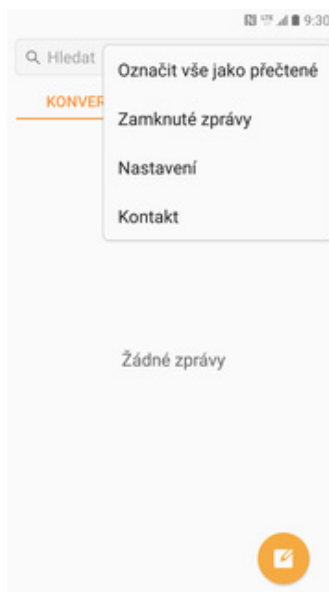 9:30
Hledat
Označit vše jako přečtené
KONVER
Zamknuté zprávy
Nastavení
Kontakt
Žádné zprávy